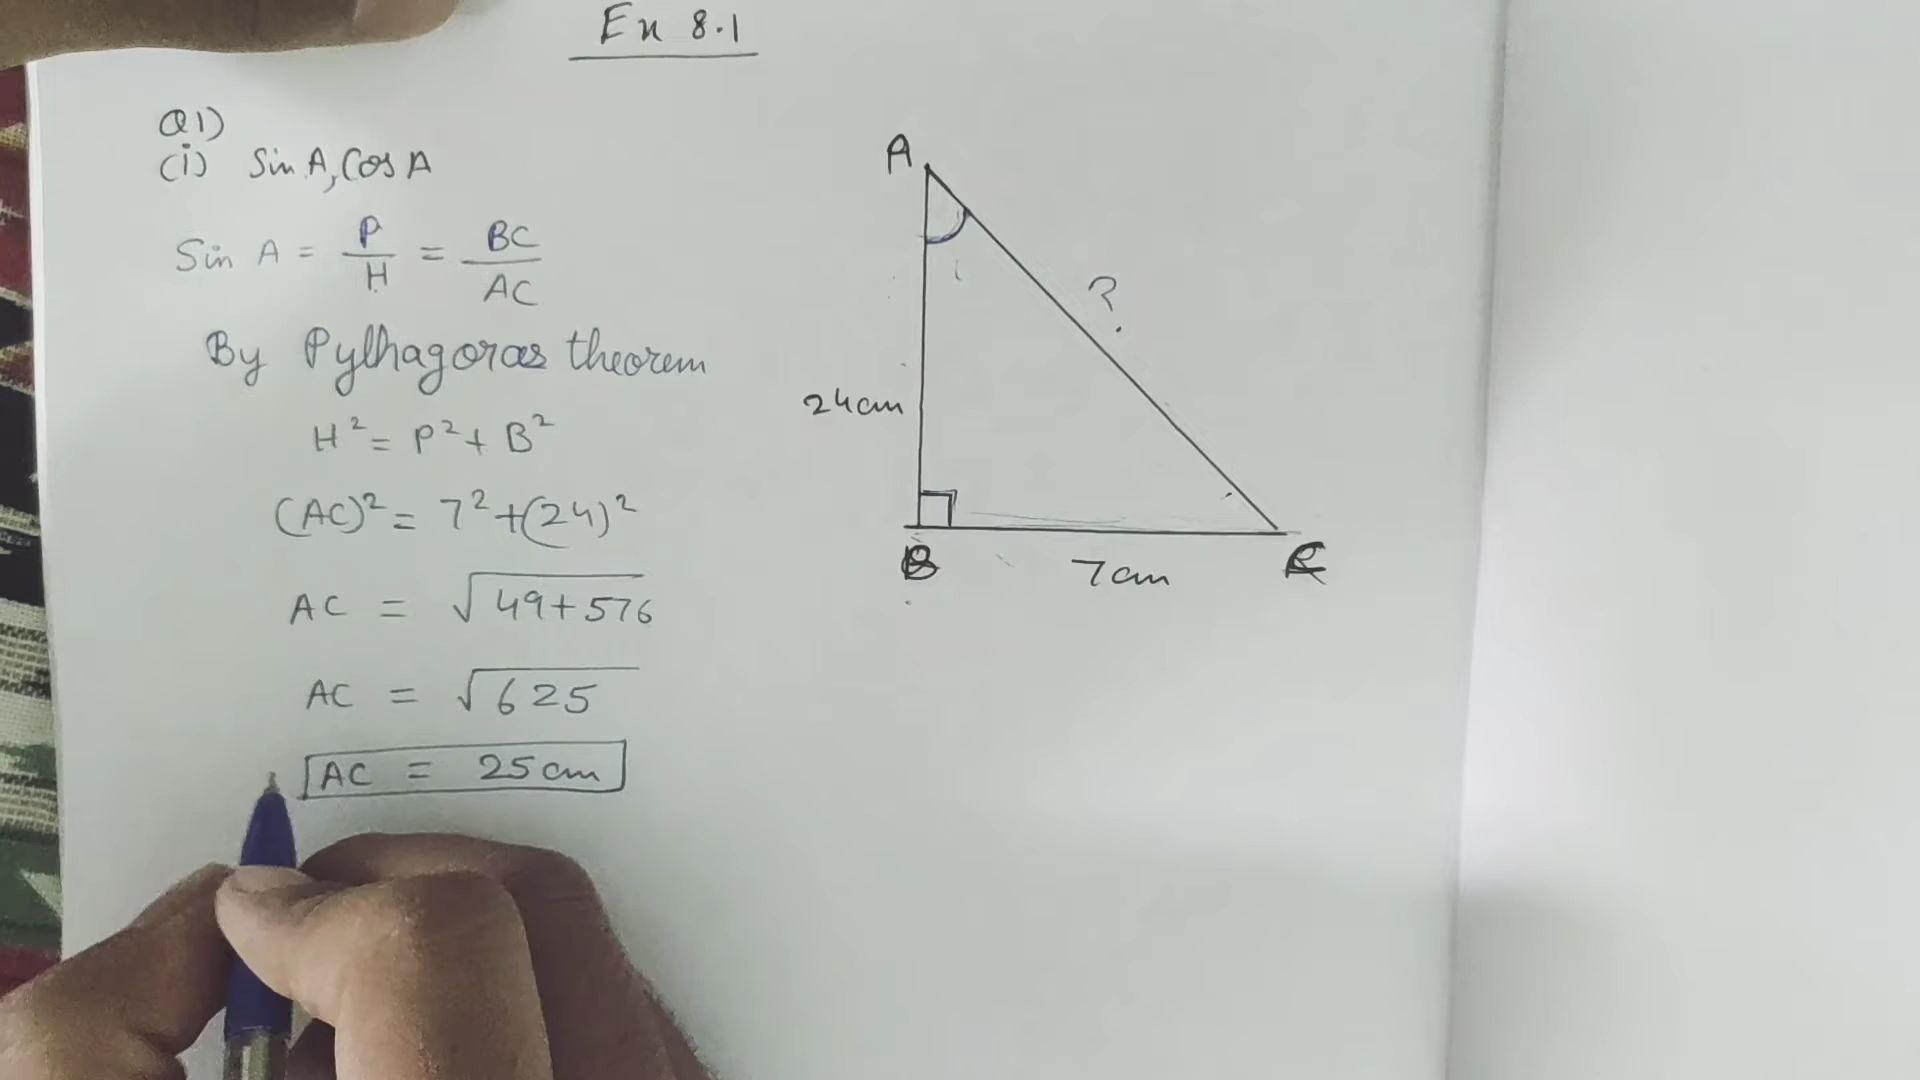 Ex 8.1
Q1)
(i) Sin A, Cos A
Sin A = P/H = BC/AC
By Pythagoras theorem
H² = P² + B²
(AC)² = 7² + (24)²
AC = √49+576
AC = √625
AC = 25cm
A
?
24cm
B
7cm
C